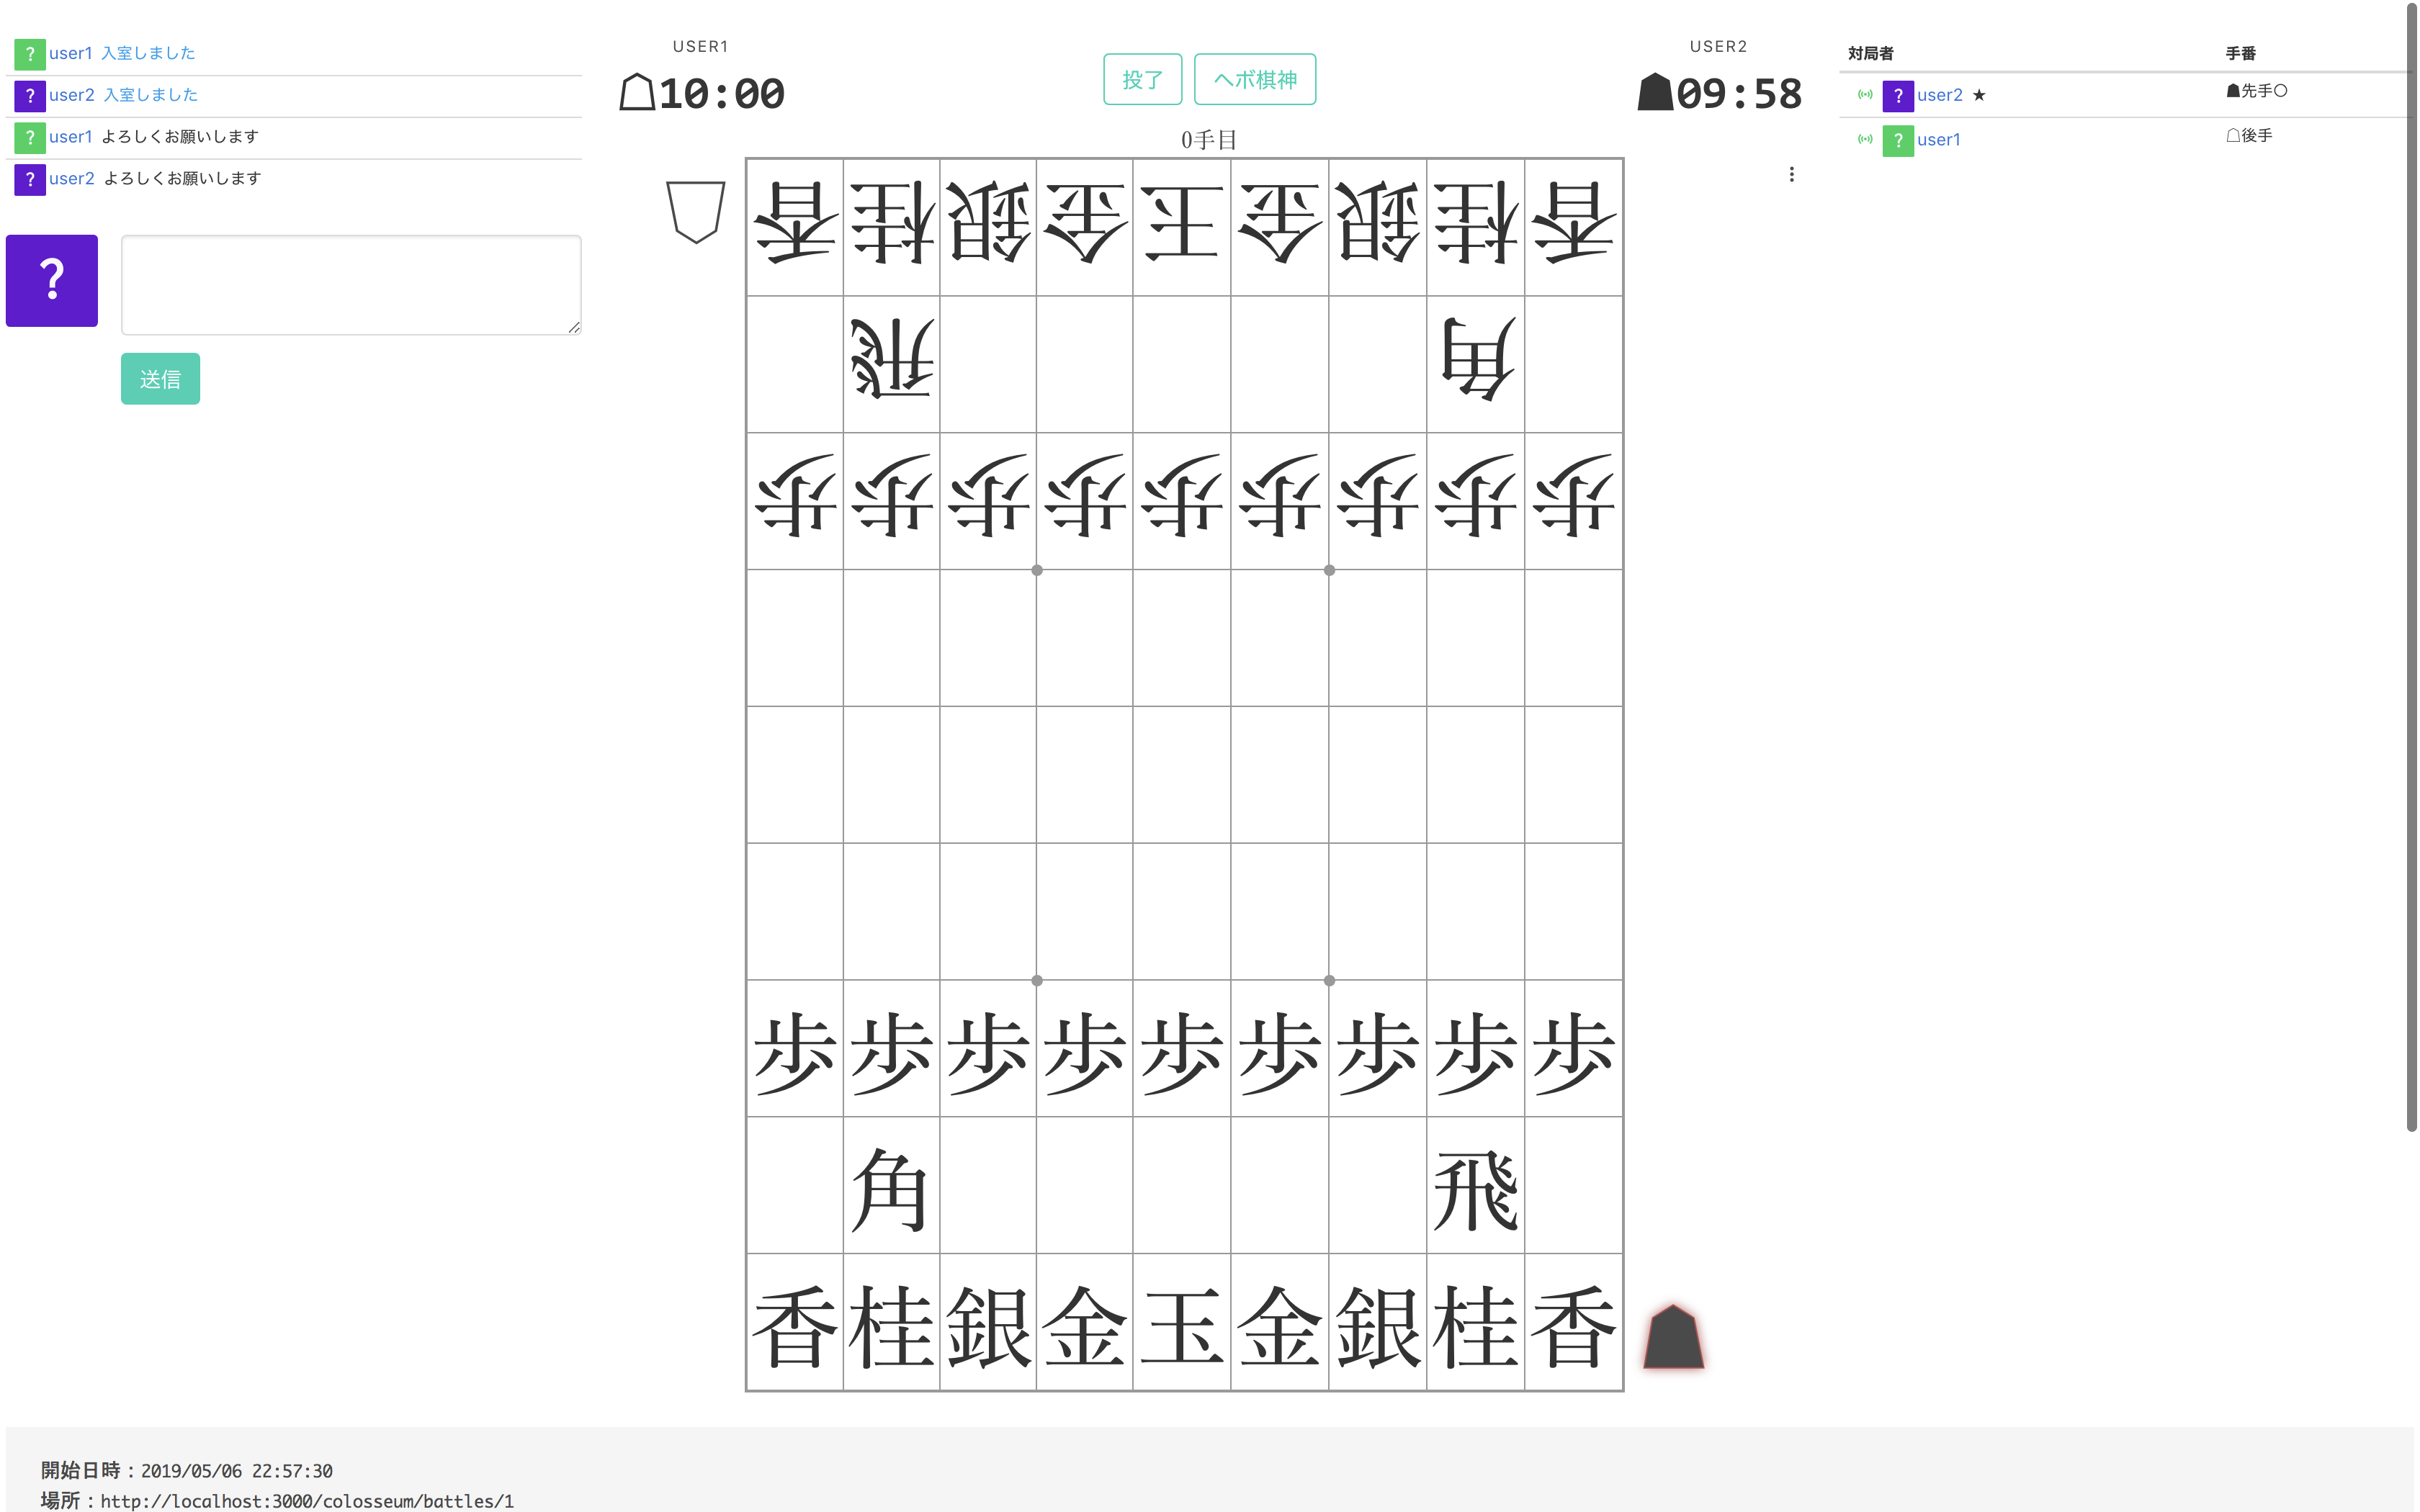 ? user1 入室しました
? user2 入室しました
? user1 よろしくお願いします
? user2 よろしくお願いします
?
送信
USER1
☖10:00
投了 ヘボ棋神
USER2
☗09:58
0手目
香桂銀金玉金銀桂香
飛角
歩歩歩歩歩歩歩歩歩
歩歩歩歩歩歩歩歩歩
角飛
香桂銀金玉金銀桂香
対局者 手番
? user2 ★ ☗先手○
? user1 ☖後手
開始日時：2019/05/06 22:57:30
場所：http://localhost:3000/colosseum/battles/1